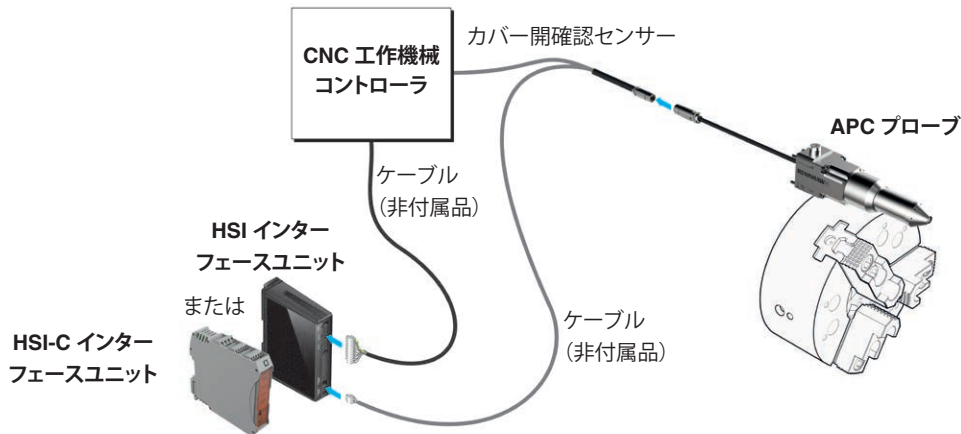 カバー開確認センサー
CNC 工作機械
コントローラ
APC プローブ
ケーブル
（非付属品）
HSI インター
フェースユニット
または
HSI-C インター
フェースユニット
ケーブル
（非付属品）